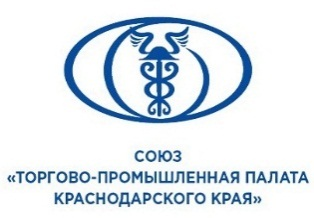 СОЮЗ
«ТОРГОВО-ПРОМЫШЛЕННАЯ ПАЛАТА
КРАСНОДАРСКОГО КРАЯ»